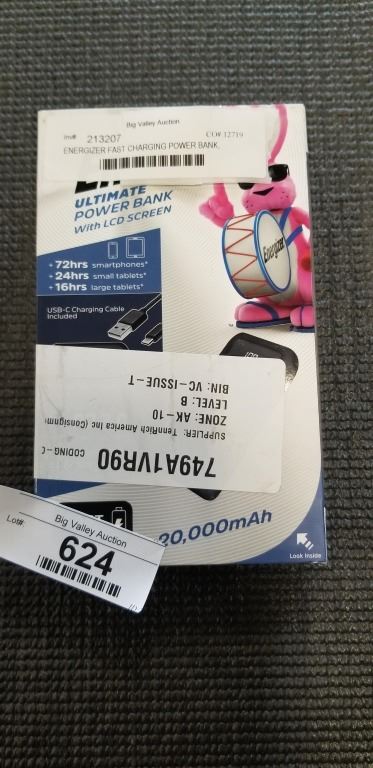 Big Valley Auction
Inv#: 213207 CO# 12719
ENERGIZER FAST CHARGING POWER BANK,
ULTIMATE
POWER BANK
With LCD SCREEN
+ 72hrs smartphones*
+ 24hrs small tablets*
+ 16hrs large tablets*
USB-C Charging Cable
Included
Energizer
BIN: VC-ISSUE-T
LEVEL: B
ZONE: AK-10
SUPPLIER: TennRich America Inc (Consignm
749A1VR90
CODING-C
20,000mAh
Look Inside
Big Valley Auction
Lot#:
624